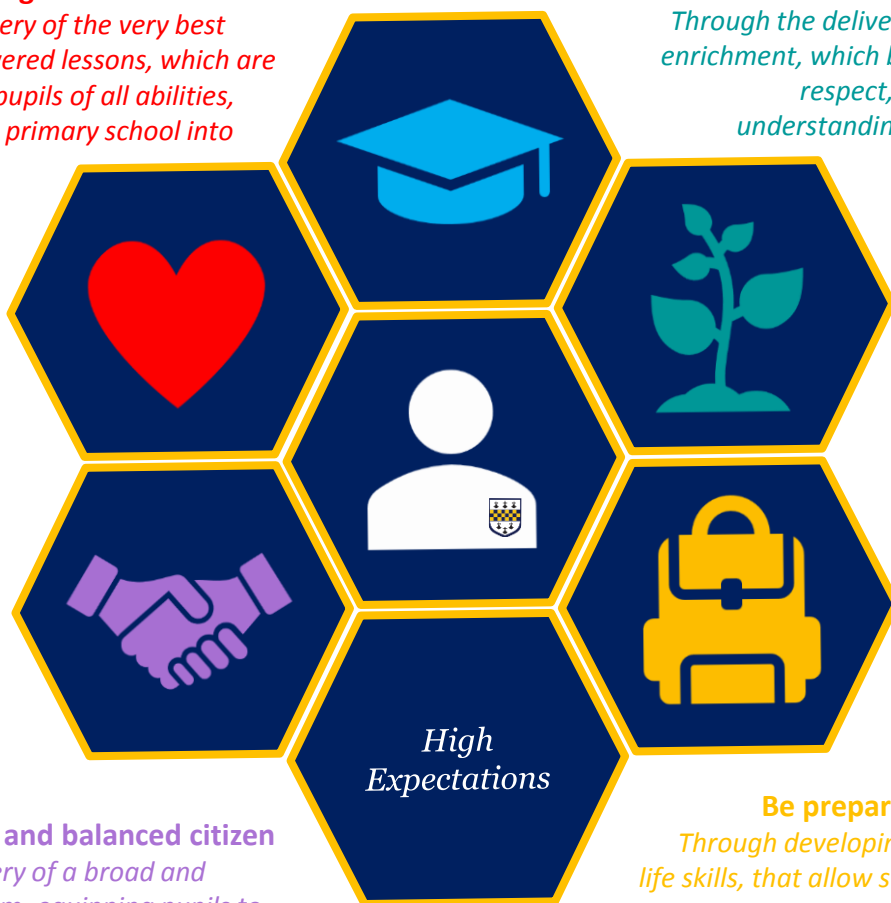 ery of the very best
vered lessons, which are
pupils of all abilities,
primary school into
Through the delive
enrichment, which b
respect,
understandin
High
Expectations
and balanced citizen
ery of a broad and
Be prepar
Through developin
life skills, that allow s